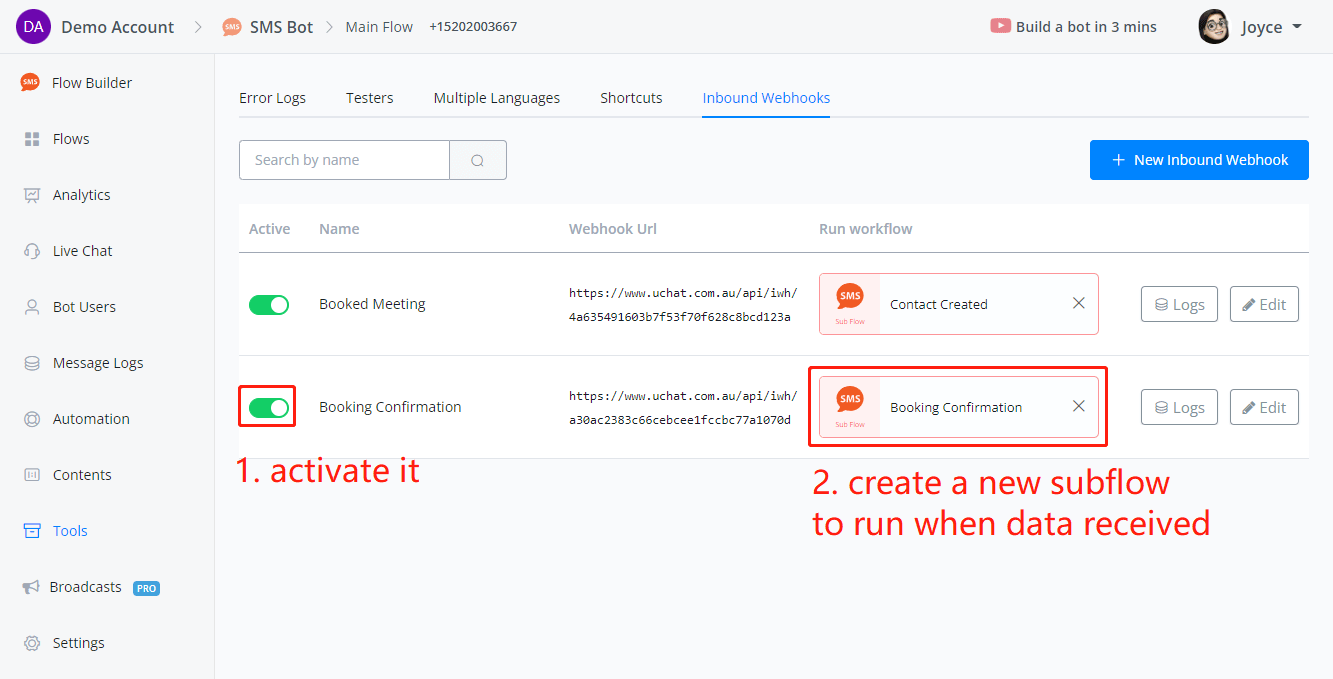 DA Demo Account SMS SMS Bot Main Flow +15202003667 Build a bot in 3 mins Joyce
SMS Flow Builder
Flows
Analytics
Live Chat
Bot Users
Message Logs
Automation
Contents
Tools
Broadcasts PRO
Settings
Error Logs Testers Multiple Languages Shortcuts Inbound Webhooks
Search by name
New Inbound Webhook
Active Name Webhook Url Run workflow
Booked Meeting
https://www.uchat.com.au/api/iwh/
4a635491603b7f53f70f628c8bcd123a
SMS
Sub Flow
Contact Created
Logs Edit
Booking Confirmation
https://www.uchat.com.au/api/iwh/
a30ac2383c66cebcee1fccbc77a1070d
SMS
Sub Flow
Booking Confirmation
Logs Edit
1. activate it
2. create a new subflow
to run when data received